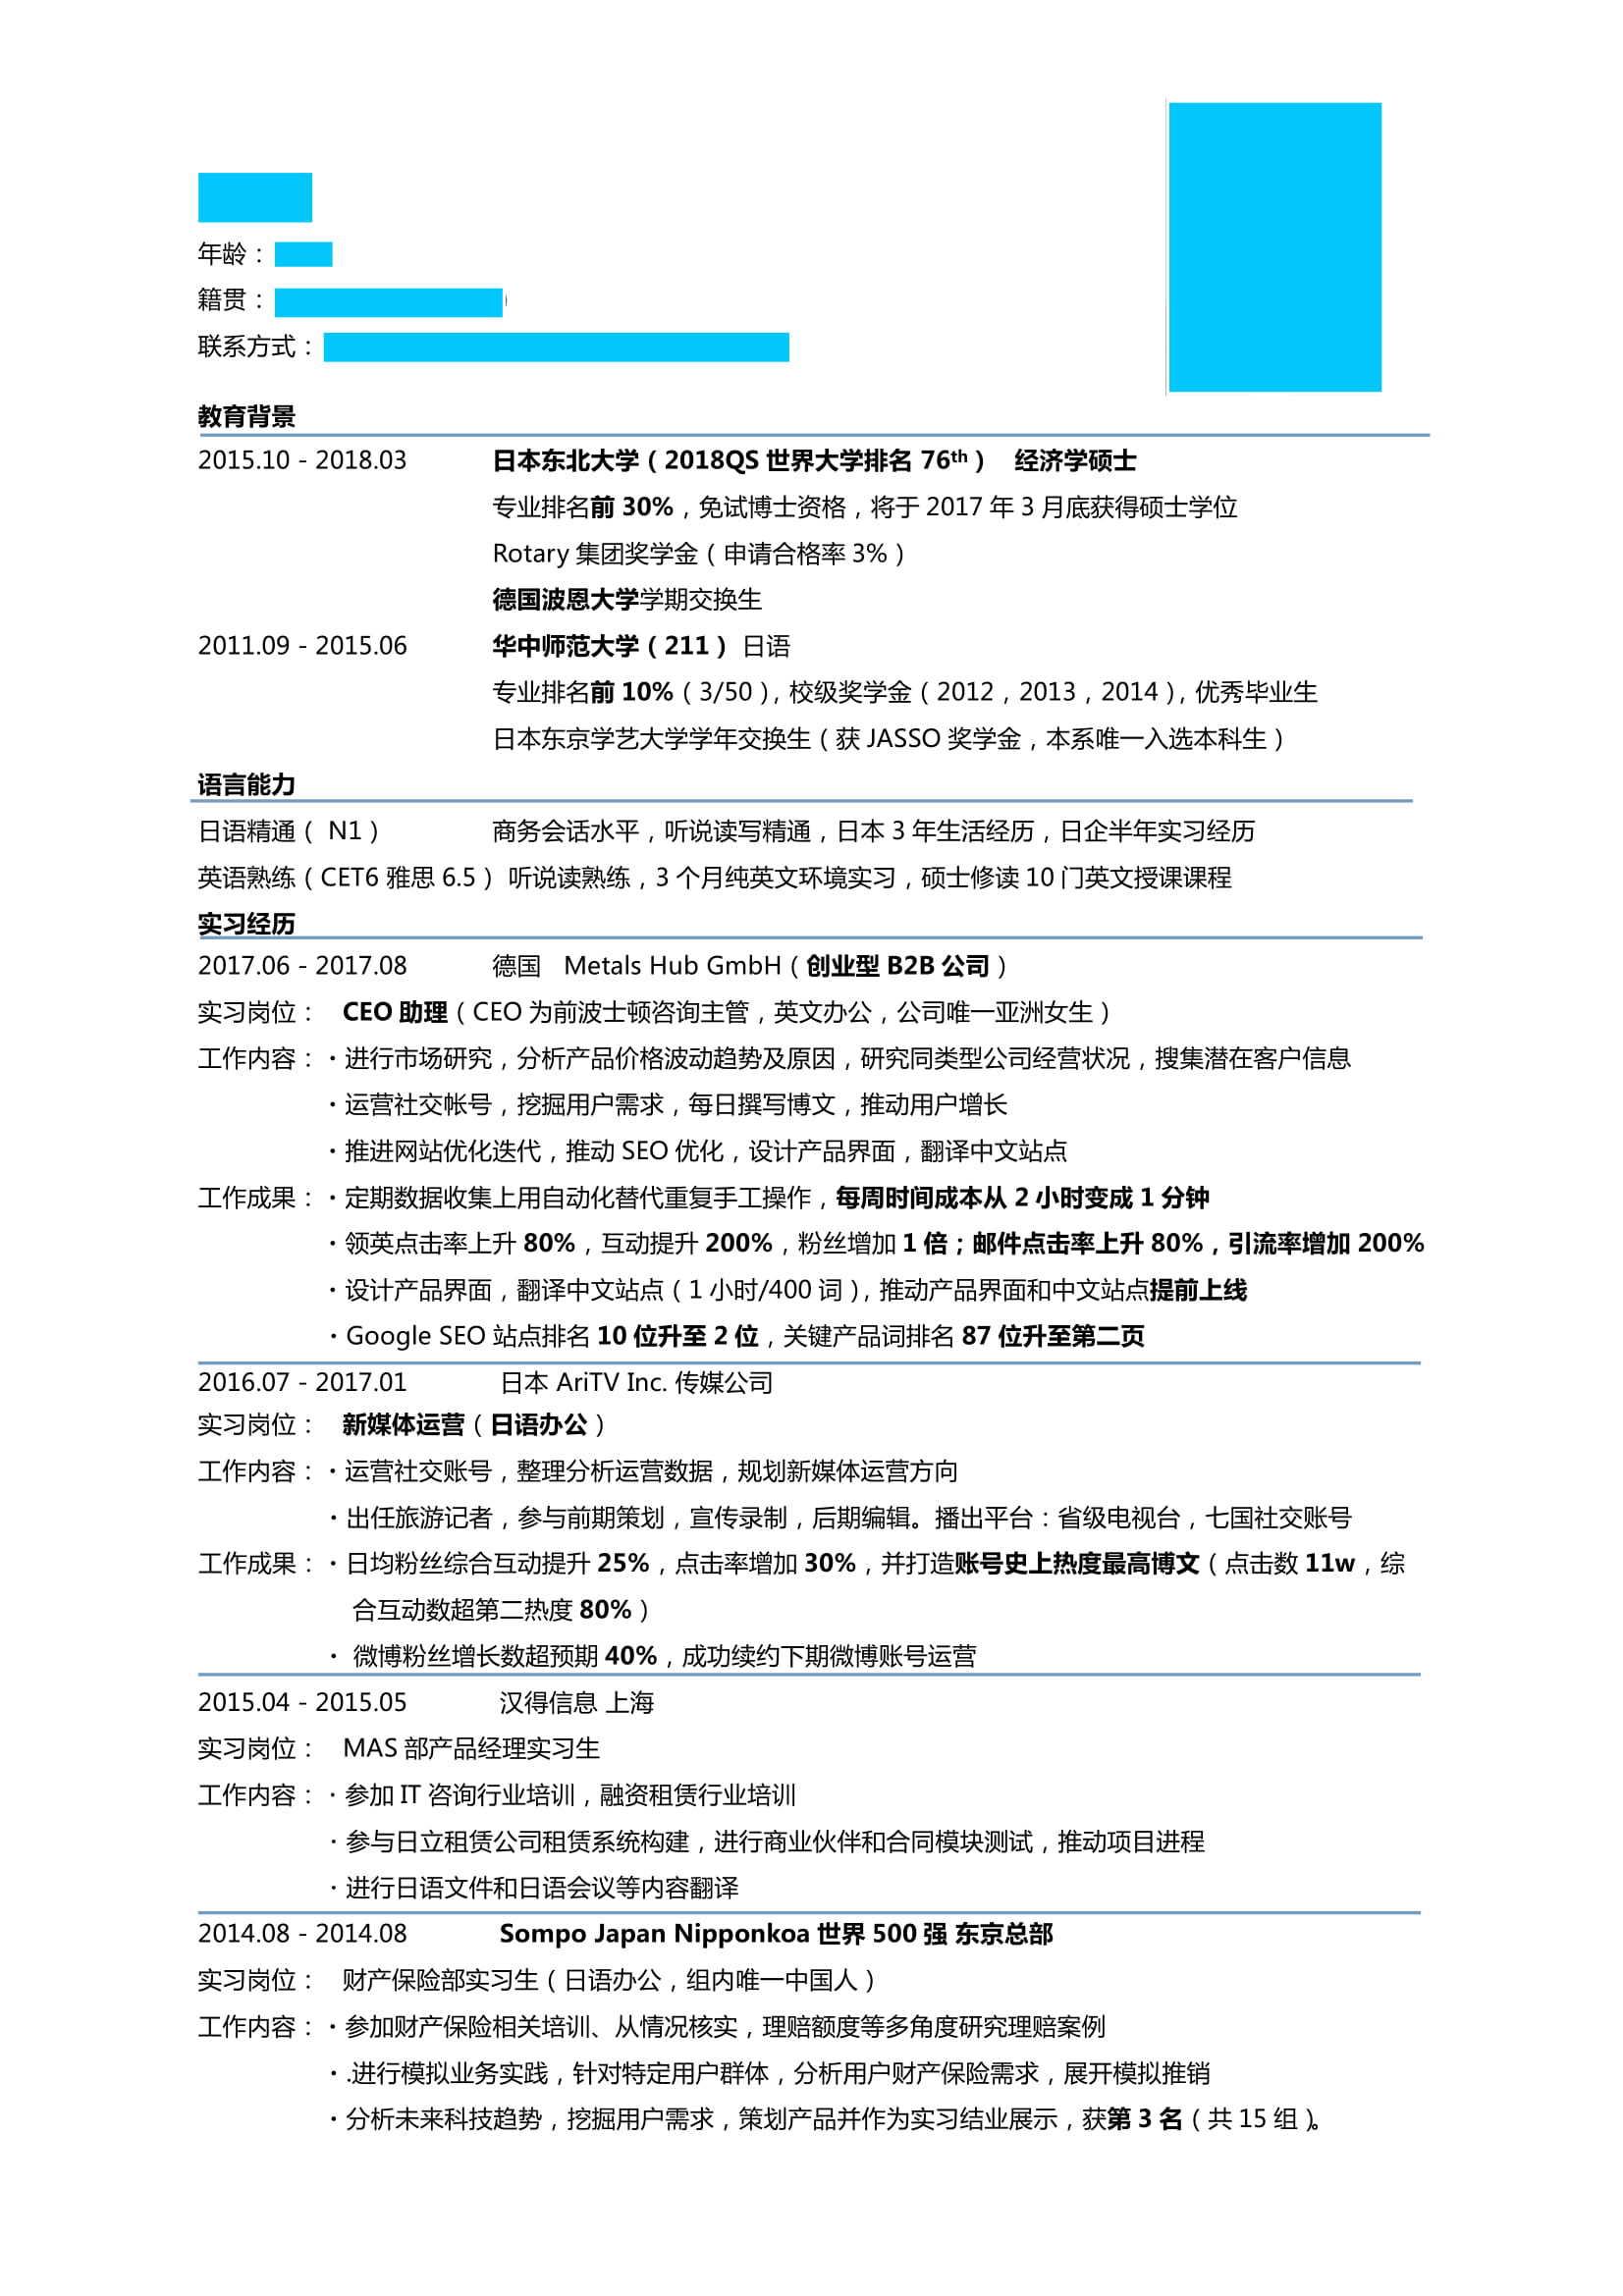 年龄：
籍贯：
联系方式：
教育背景
2015.10 - 2018.03 日本东北大学（2018QS 世界大学排名 76th） 经济学硕士
专业排名前 30%，免试博士资格，将于 2017 年 3 月底获得硕士学位
Rotary 集团奖学金（申请合格率 3%）
德国波恩大学学期交换生
2011.09 - 2015.06 华中师范大学（211） 日语
专业排名前 10%（3/50），校级奖学金（2012，2013，2014），优秀毕业生
日本东京学艺大学学年交换生（获 JASSO 奖学金，本系唯一入选本科生）
语言能力
日语精通（ N1） 商务会话水平，听说读写精通，日本 3 年生活经历，日企半年实习经历
英语熟练（CET6 雅思 6.5） 听说读熟练，3 个月纯英文环境实习，硕士修读 10 门英文授课课程
实习经历
2017.06 - 2017.08 德国 Metals Hub GmbH（创业型 B2B 公司）
实习岗位： CEO 助理（CEO 为前波士顿咨询主管，英文办公，公司唯一亚洲女生）
工作内容：・进行市场研究，分析产品价格波动趋势及原因，研究同类型公司经营状况，搜集潜在客户信息
・运营社交帐号，挖掘用户需求，每日撰写博文，推动用户增长
・推进网站优化迭代，推动 SEO 优化，设计产品界面，翻译中文站点
工作成果：・定期数据收集上用自动化替代重复手工操作，每周时间成本从 2 小时变成 1 分钟
・领英点击率上升 80%，互动提升 200%，粉丝增加 1 倍；邮件点击率上升 80%，引流率增加 200%
・设计产品界面，翻译中文站点（1 小时/400 词），推动产品界面和中文站点提前上线
・Google SEO 站点排名 10 位升至 2 位，关键产品词排名 87 位升至第二页
2016.07 - 2017.01 日本 AriTV Inc. 传媒公司
实习岗位： 新媒体运营（日语办公）
工作内容：・运营社交账号，整理分析运营数据，规划新媒体运营方向
・出任旅游记者，参与前期策划，宣传录制，后期编辑。播出平台：省级电视台，七国社交账号
工作成果：・日均粉丝综合互动提升 25%，点击率增加 30%，并打造账号史上热度最高博文（点击数 11w，综
合互动数超第二热度 80%）
・ 微博粉丝增长数超预期 40%，成功续约下期微博账号运营
2015.04 - 2015.05 汉得信息 上海
实习岗位： MAS 部产品经理实习生
工作内容：・参加 IT 咨询行业培训，融资租赁行业培训
・参与日立租赁公司租赁系统构建，进行商业伙伴和合同模块测试，推动项目进程
・进行日语文件和日语会议等内容翻译
2014.08 - 2014.08 Sompo Japan Nipponkoa 世界 500 强 东京总部
实习岗位： 财产保险部实习生（日语办公，组内唯一中国人）
工作内容：・参加财产保险相关培训、从情况核实，理赔额度等多角度研究理赔案例
・.进行模拟业务实践，针对特定用户群体，分析用户财产保险需求，展开模拟推销
・分析未来科技趋势，挖掘用户需求，策划产品并作为实习结业展示，获第 3 名（共 15 组）。